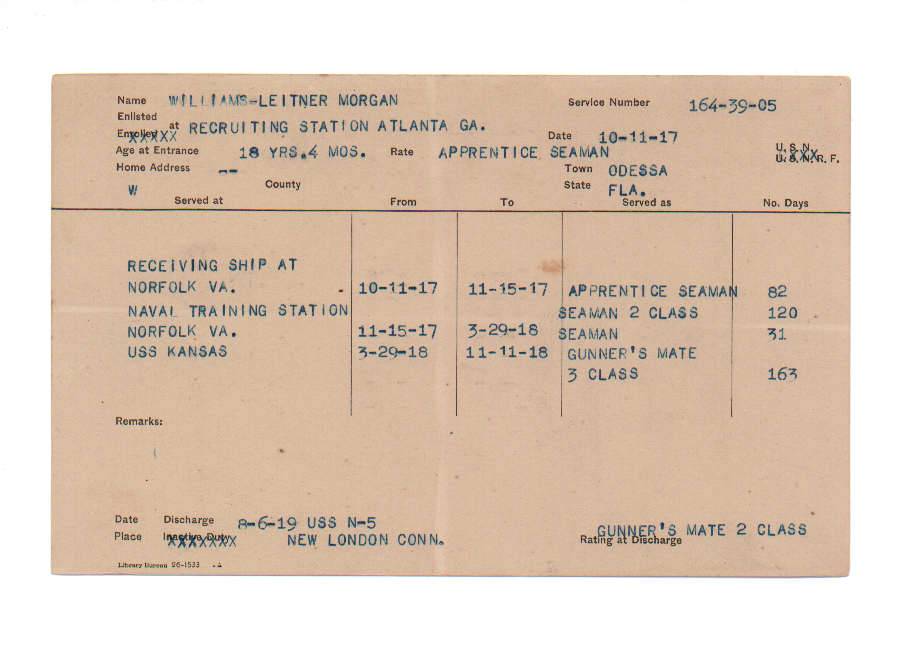 Name WILLIAMS-LEITNER MORGAN Service Number 164-39-05
Enlisted
Enrolled at RECRUITING STATION ATLANTA GA. Date 10-11-17
Age at Entrance 18 YRS.4 MOS. Rate APPRENTICE SEAMAN U.S.N.
U.S.N.R.F.
Home Address -- Town ODESSA
W County State FLA.
Served at From To Served as No. Days
RECEIVING SHIP AT
NORFOLK VA. 10-11-17 11-15-17 APPRENTICE SEAMAN 82
NAVAL TRAINING STATION SEAMAN 2 CLASS 120
NORFOLK VA. 11-15-17 3-29-18 SEAMAN 31
USS KANSAS 3-29-18 11-11-18 GUNNER'S MATE
3 CLASS 163
Remarks:
Date Discharge 8-6-19 USS N-5 GUNNER'S MATE 2 CLASS
Place Inactive Duty NEW LONDON CONN. Rating at Discharge
Library Bureau 26-1533